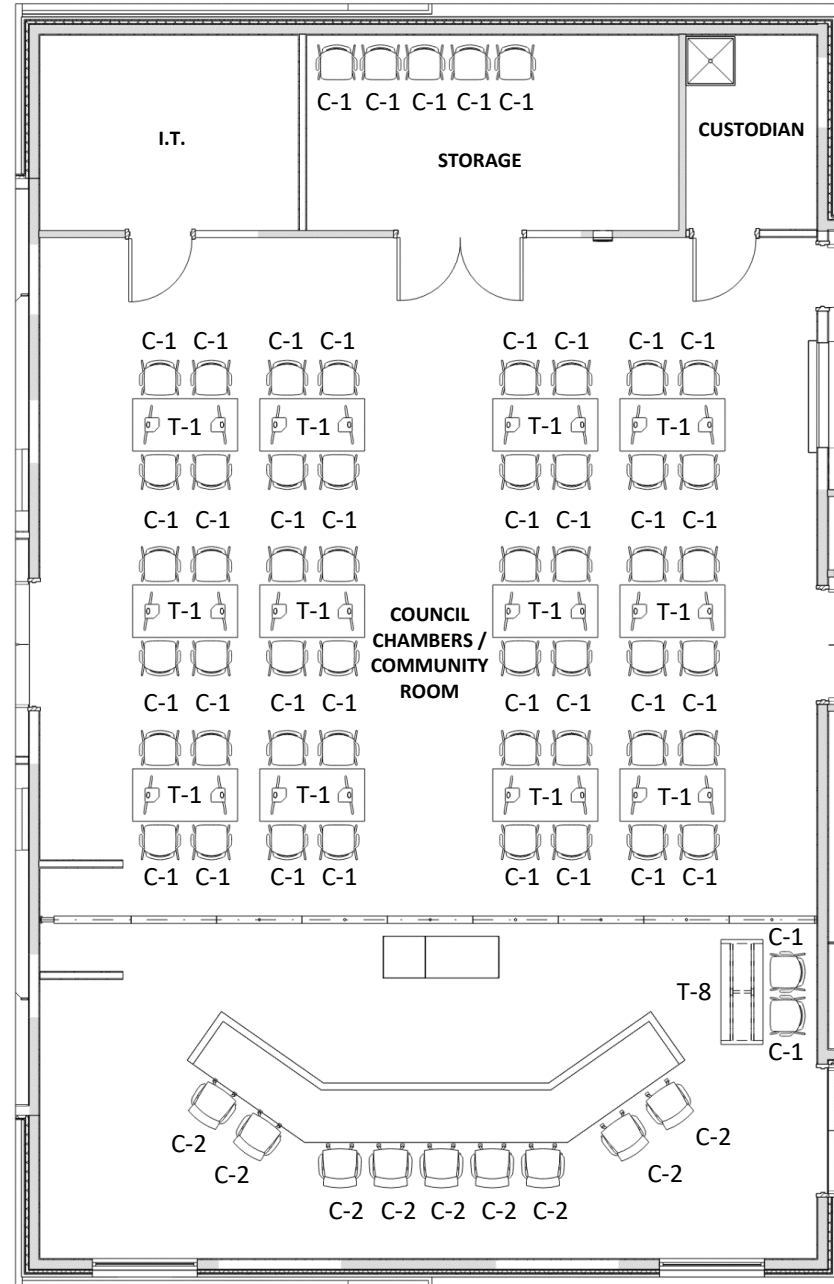 C-1 C-1 C-1 C-1 C-1
CUSTODIAN
I.T.
STORAGE
C-1 C-1 C-1 C-1 C-1 C-1 C-1 C-1
T-1 T-1 T-1 T-1
C-1 C-1 C-1 C-1 C-1 C-1 C-1 C-1
T-1 T-1 T-1 T-1
COUNCIL
CHAMBERS /
COMMUNITY
ROOM
C-1 C-1 C-1 C-1 C-1 C-1 C-1 C-1
T-1 T-1 T-1 T-1
C-1 C-1 C-1 C-1 C-1 C-1 C-1 C-1
C-1
T-8
C-1
C-2 C-2
C-2 C-2
C-2 C-2 C-2 C-2 C-2